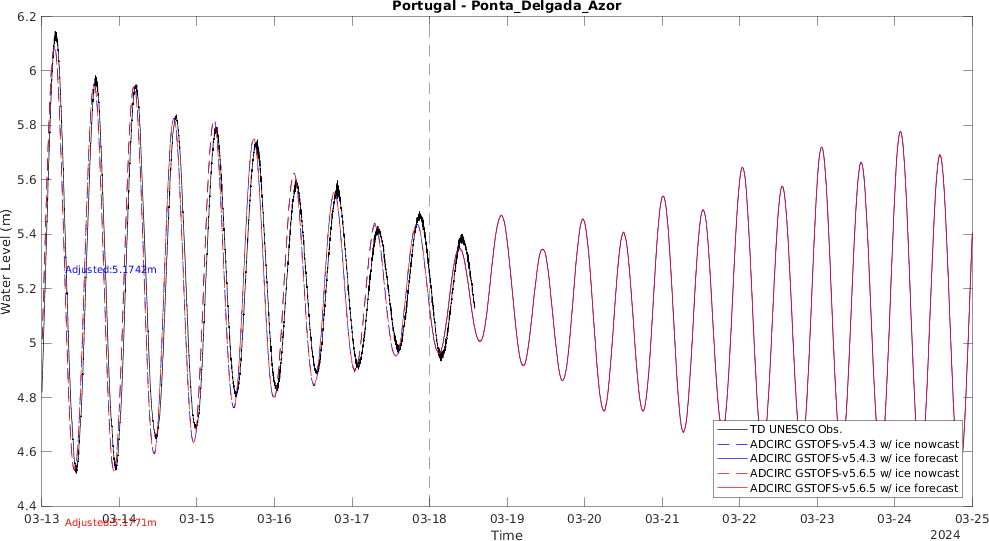 Portugal - Ponta_Delgada_Azor
6.2
6
5.8
5.6
5.4
5.2
5
4.8
4.6
4.4
Water Level (m)
Adjusted:5.1742m
Adjusted:5.1771m
TD UNESCO Obs.
ADCIRC GSTOFS-v5.4.3 w/ ice nowcast
ADCIRC GSTOFS-v5.4.3 w/ ice forecast
ADCIRC GSTOFS-v5.6.5 w/ ice nowcast
ADCIRC GSTOFS-v5.6.5 w/ ice forecast
03-13 03-14 03-15 03-16 03-17 03-18 03-19 03-20 03-21 03-22 03-23 03-24 03-25
Time
2024